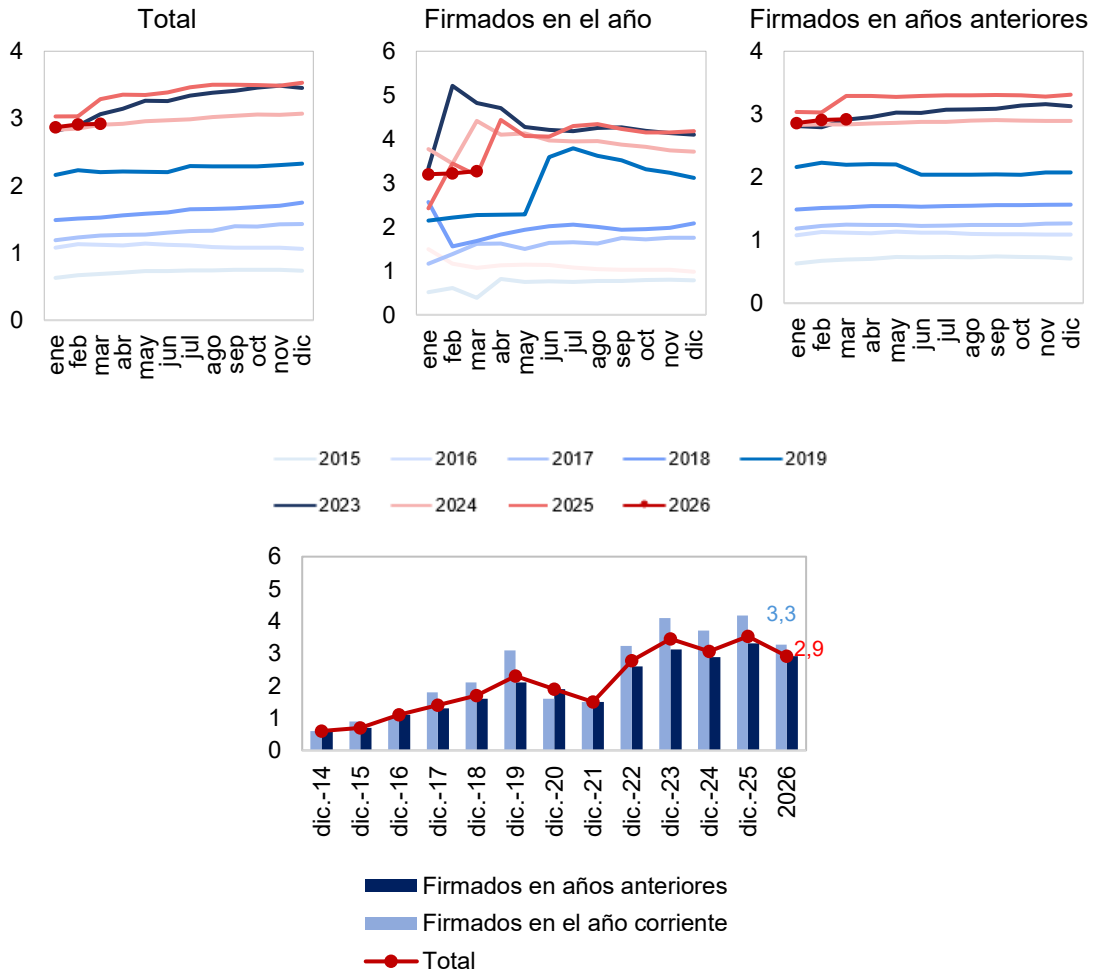 Total
Firmados en el año
Firmados en años anteriores
4
3
2
1
0
ene
feb
mar
abr
may
jun
jul
ago
sep
oct
nov
dic
6
5
4
3
2
1
0
ene
feb
mar
abr
may
jun
jul
ago
sep
oct
nov
dic
4
3
2
1
0
ene
feb
mar
abr
may
jun
jul
ago
sep
oct
nov
dic
2015
2016
2017
2018
2019
2023
2024
2025
2026
6
5
4
3
2
1
0
3,3
2,9
dic.-14
dic.-15
dic.-16
dic.-17
dic.-18
dic.-19
dic.-20
dic.-21
dic.-22
dic.-23
dic.-24
dic.-25
2026
Firmados en años anteriores
Firmados en el año corriente
Total